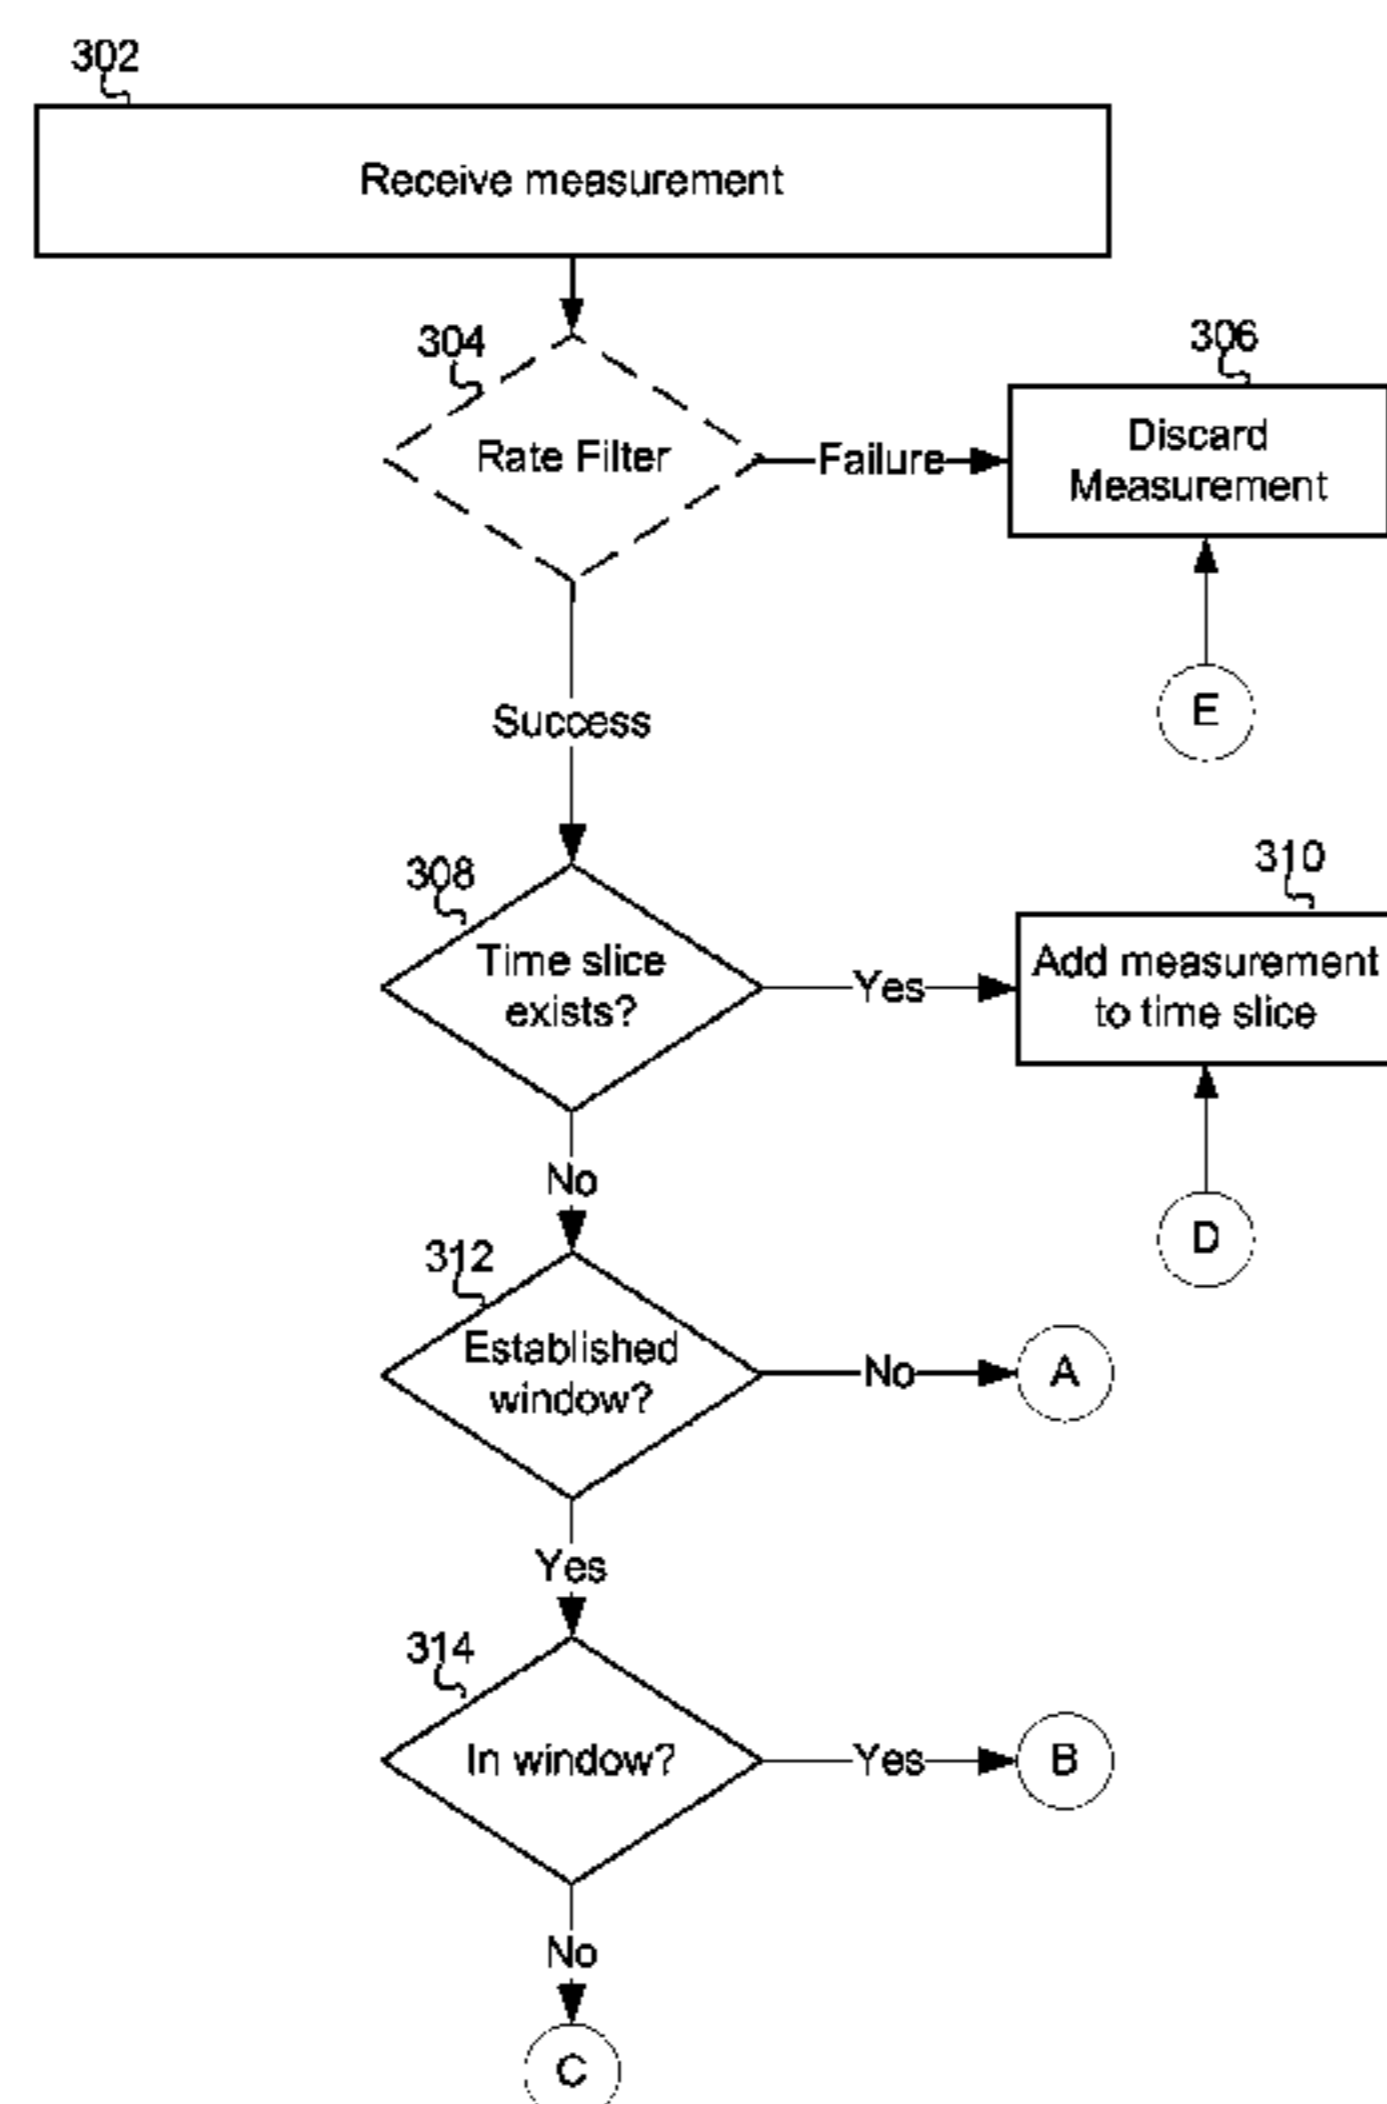 302
Receive measurement
304
Rate Filter
Failure
306
Discard
Measurement
E
Success
308
Time slice
exists?
Yes
310
Add measurement
to time slice
D
No
312
Established
window?
No
A
Yes
314
In window?
Yes
B
No
C